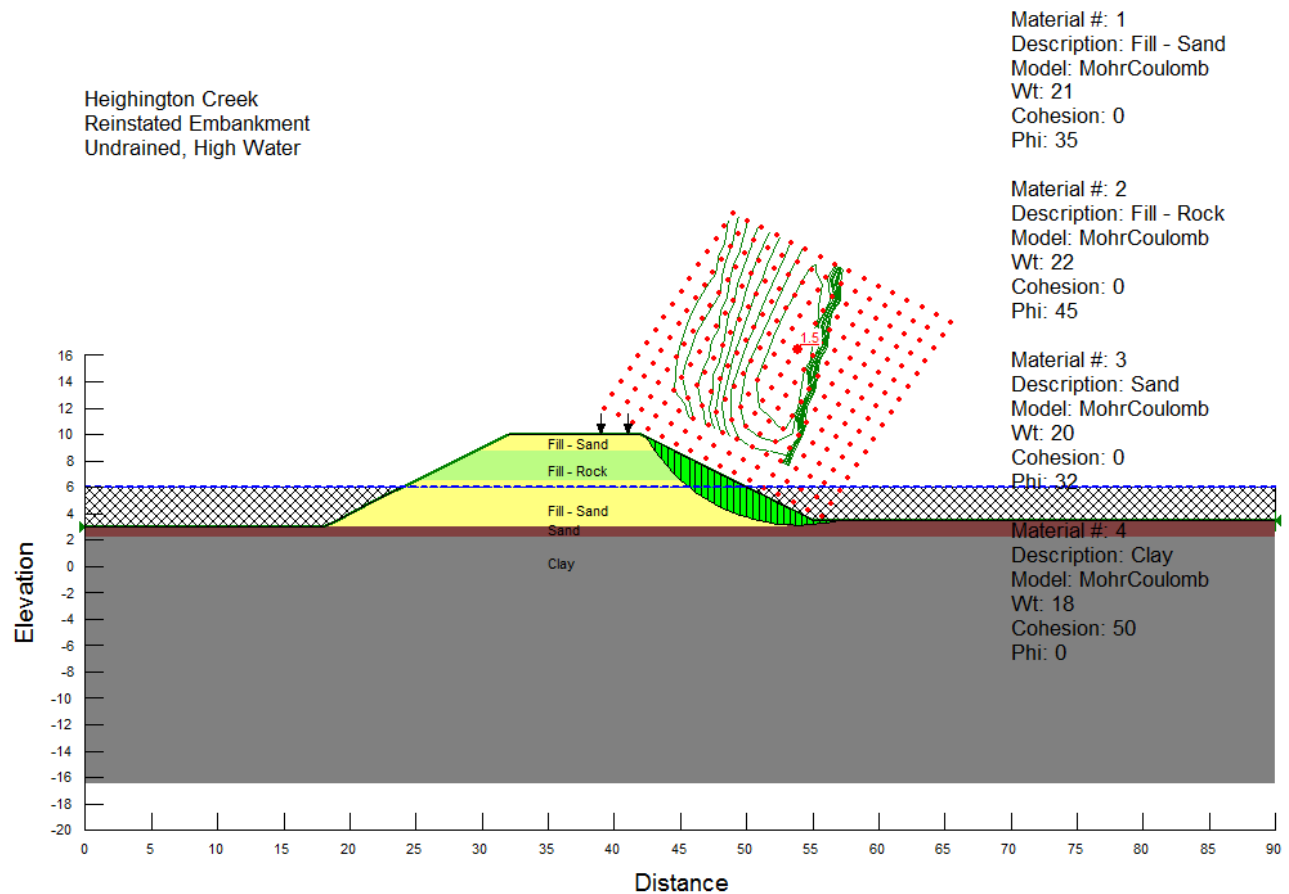 Heighington Creek
Reinstated Embankment
Undrained, High Water
Material #: 1
Description: Fill - Sand
Model: MohrCoulomb
Wt: 21
Cohesion: 0
Phi: 35
Material #: 2
Description: Fill - Rock
Model: MohrCoulomb
Wt: 22
Cohesion: 0
Phi: 45
Material #: 3
Description: Sand
Model: MohrCoulomb
Wt: 20
Cohesion: 0
Phi: 32
Material #: 4
Description: Clay
Model: MohrCoulomb
Wt: 18
Cohesion: 50
Phi: 0
1.5
Fill - Sand
Fill - Rock
Fill - Sand
Sand
Clay
Elevation
16
14
12
10
8
6
4
2
0
-2
-4
-6
-8
-10
-12
-14
-16
-18
-20
0 5 10 15 20 25 30 35 40 45 50 55 60 65 70 75 80 85 90
Distance